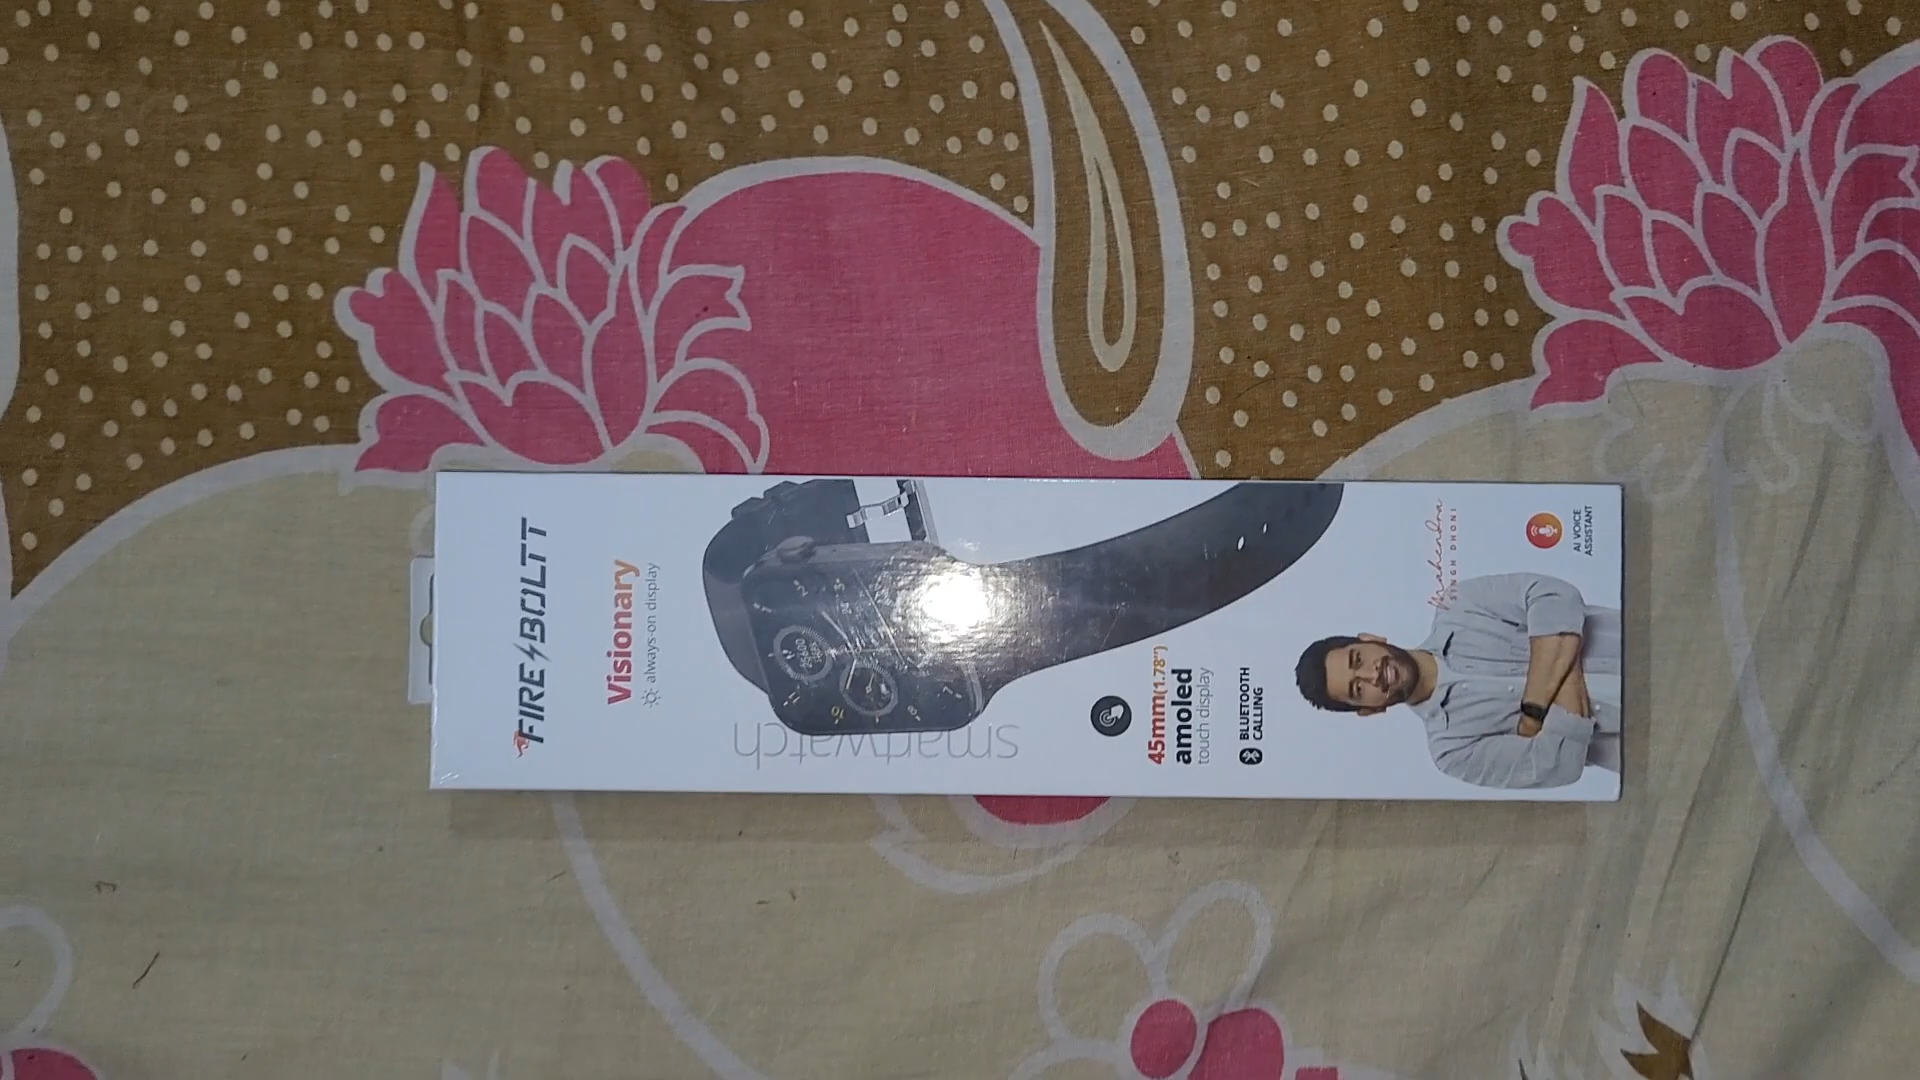 FIRE BOLTT
Visionary
always-on display
smartwatch
45mm(1.78")
amoled
touch display
BLUETOOTH
CALLING
Mahendra
SINGH DHONI
AI VOICE
ASSISTANT